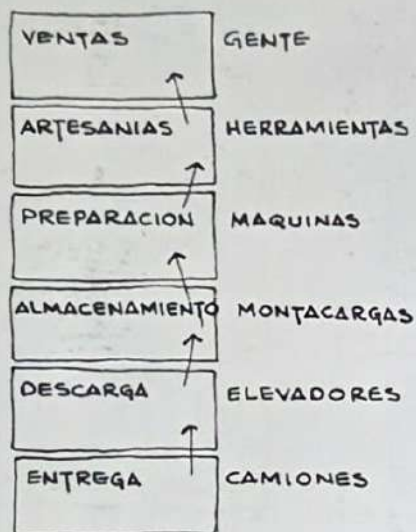 VENTAS GENTE
ARTESANIAS HERRAMIENTAS
PREPARACION MAQUINAS
ALMACENAMIENTO MONTACARGAS
DESCARGA ELEVADORES
ENTREGA CAMIONES